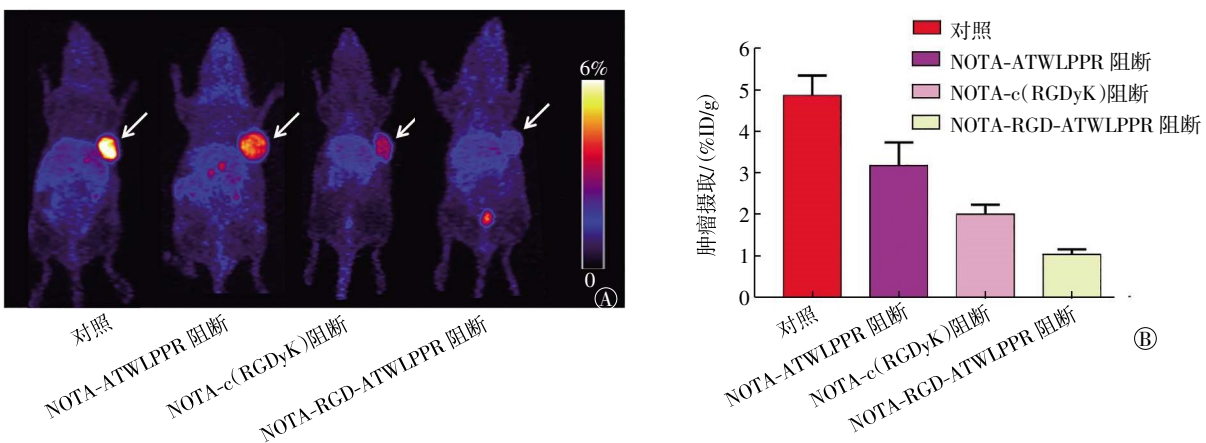 6%
0
Ⓐ
对照
NOTA-ATWLPPR 阻断
NOTA-c(RGDyK)阻断
NOTA-RGD-ATWLPPR 阻断
对照
NOTA-ATWLPPR 阻断
NOTA-c(RGDyK)阻断
NOTA-RGD-ATWLPPR 阻断
肿瘤摄取/(%ID/g)
6
5
4
3
2
1
0
对照
NOTA-ATWLPPR 阻断
NOTA-c(RGDyK)阻断
NOTA-RGD-ATWLPPR 阻断
Ⓑ